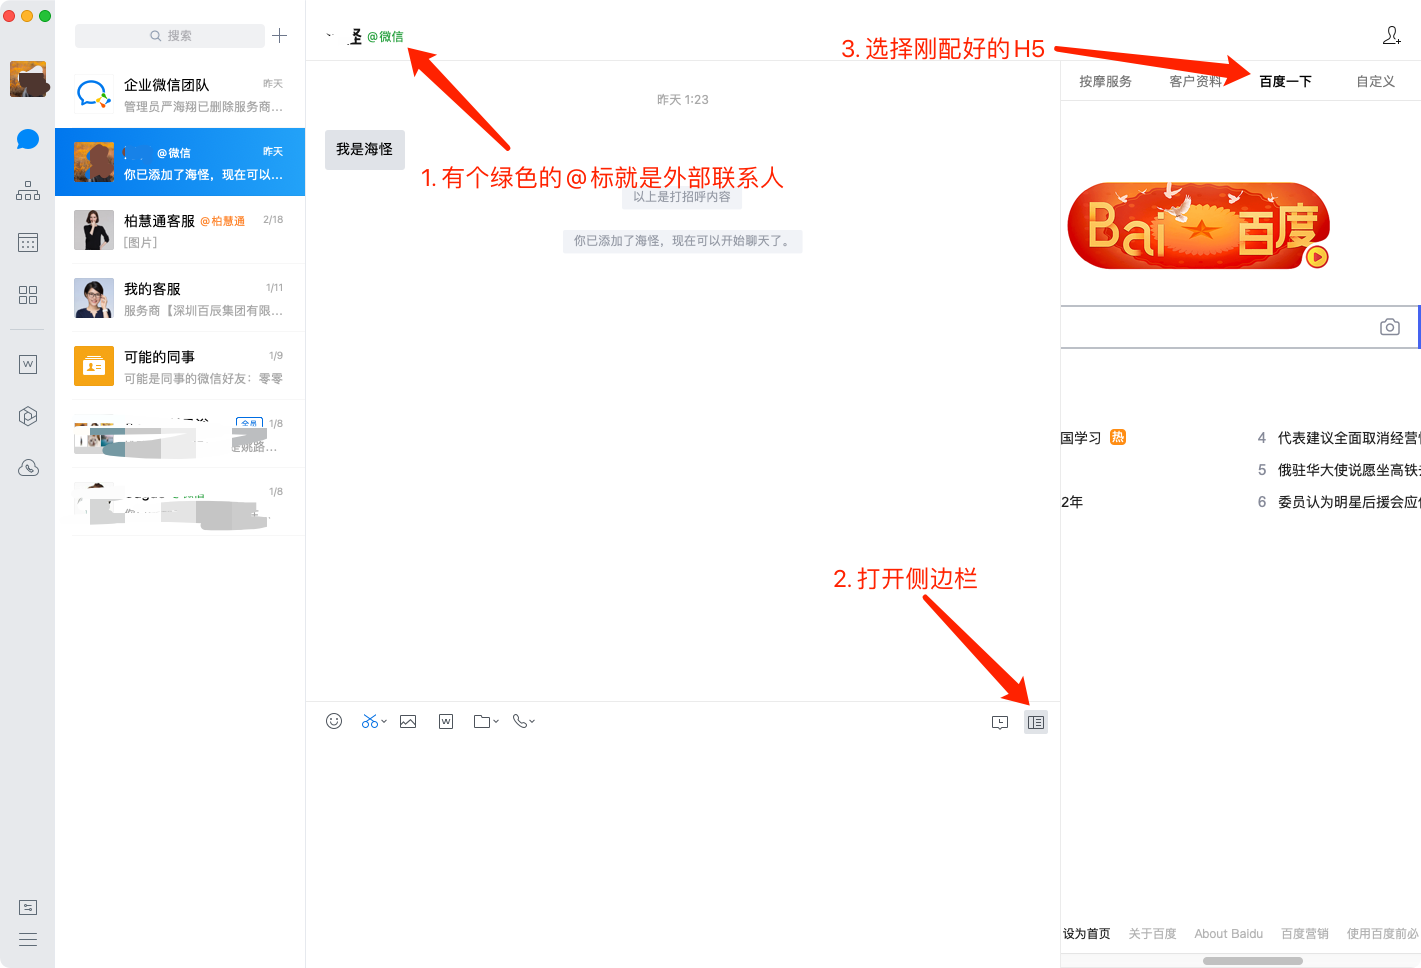 搜索
企业微信团队 昨天
管理员严海翔已删除服务商...
@微信 昨天
你已添加了海怪，现在可以...
柏慧通客服 @柏慧通 2/18
[图片]
我的客服 1/11
服务商【深圳百辰集团有限...
可能的同事 1/9
可能是同事的微信好友：零零
全员 1/8
1/8
怪 @微信
昨天 1:23
我是海怪
1. 有个绿色的@标就是外部联系人
以上是打招呼内容
你已添加了海怪，现在可以开始聊天了。
2. 打开侧边栏
3. 选择刚配好的H5
按摩服务 客户资料 百度一下 自定义
Bai 百度
国学习 热
4 代表建议全面取消经营
5 俄驻华大使说愿坐高铁
2年
6 委员认为明星后援会应
设为首页 关于百度 About Baidu 百度营销 使用百度前必